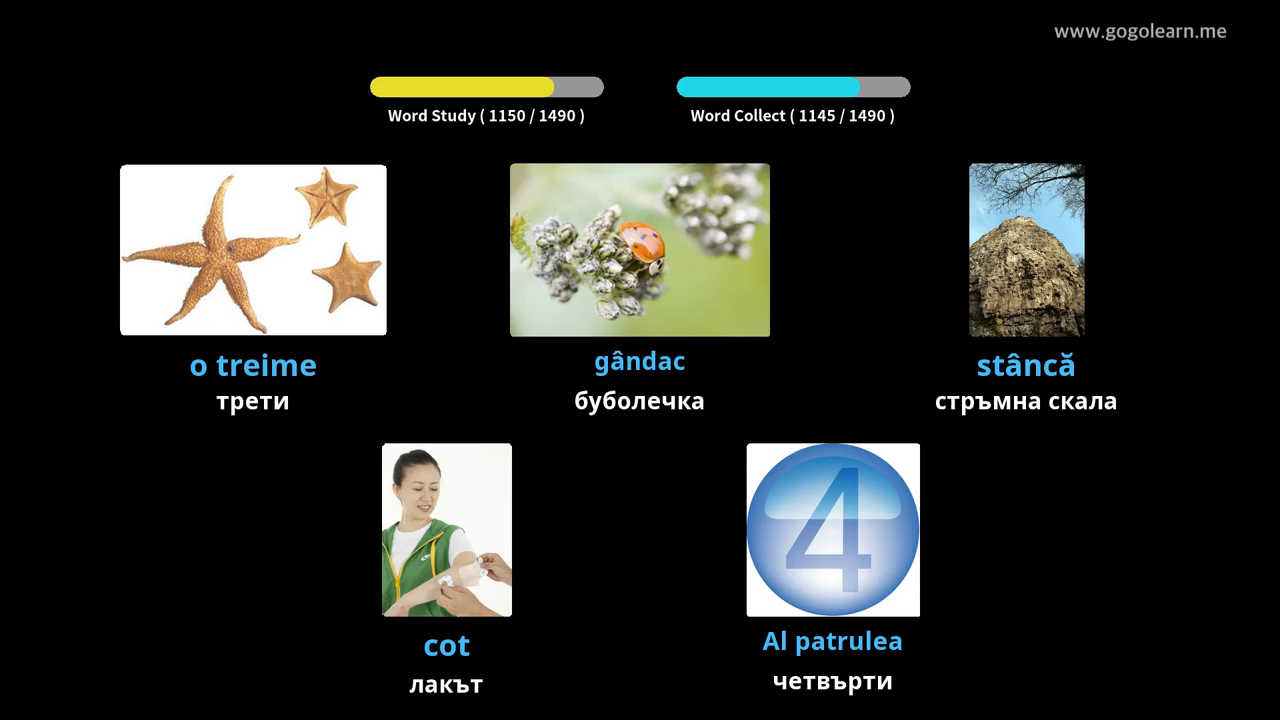 www.gogolearn.me
Word Study ( 1150 / 1490 )
Word Collect ( 1145 / 1490 )
o treime
трети
gândac
буболечка
stâncă
стръмна скала
cot
лакът
Al patrulea
четвърти
4